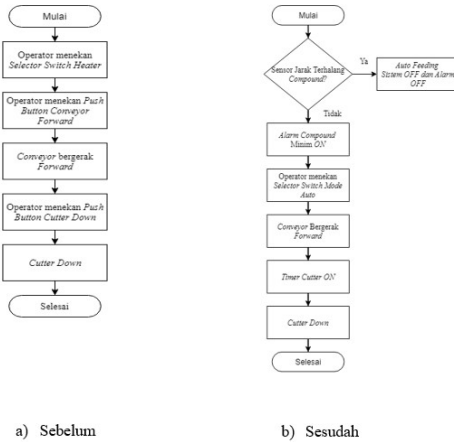 Mulai
Operator menekan
Selector Switch Heater
Operator menekan Push
Button Conveyor
Forward
Conveyor bergerak
Forward
Operator menekan Push
Button Cutter Down
Cutter Down
Selesai
a) Sebelum
Mulai
Sensor Jarak Terhalang
Compound?
Ya
Auto Feeding
Sistem OFF dan Alarm
OFF
Tidak
Alarm Compound
Minim ON
Operator menekan
Selector Switch Mode
Auto
Conveyor Bergerak
Forward
Timer Cutter ON
Cutter Down
Selesai
b) Sesudah